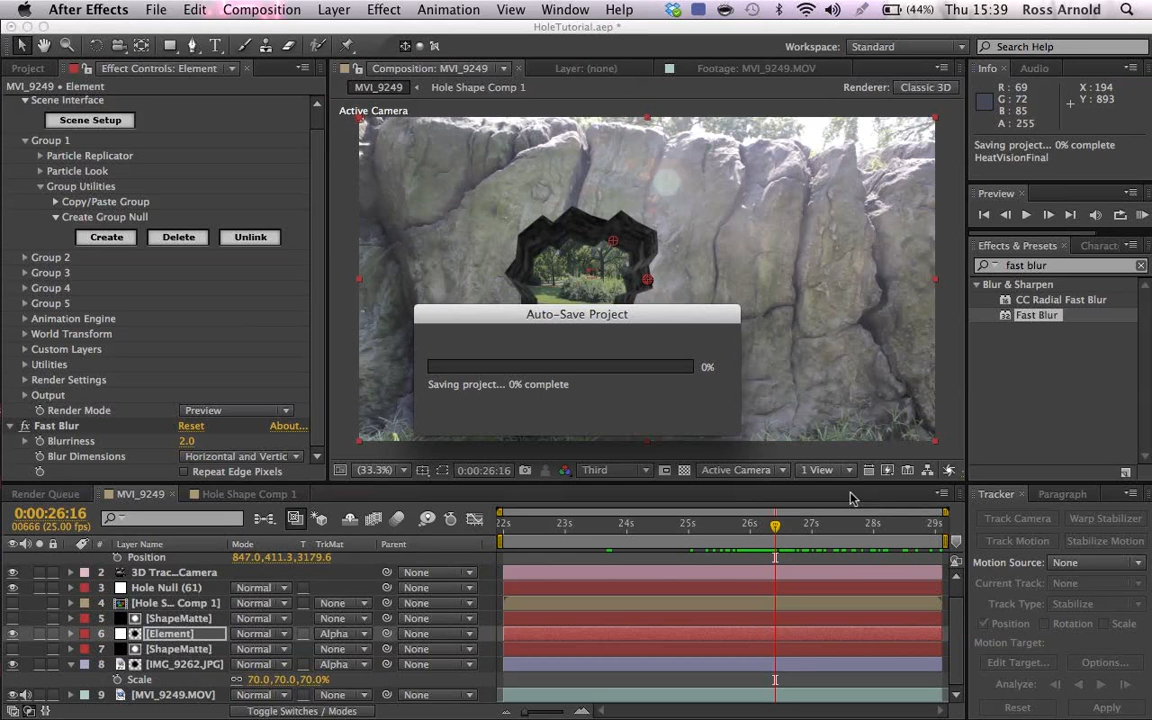 After Effects File Edit Composition Layer Effect Animation View Window Help (44%) Thu 15:39 Ross Arnold
HoleTutorial.aep *
Workspace: Standard Search Help
Project Effect Controls: Element Composition: MVI_9249 Layer: (none) Footage: MVI_9249.MOV Info Audio
MVI_9249 • Element MVI_9249 Hole Shape Comp 1 Renderer: Classic 3D
Active Camera
R: 69 X: 194
G: 72 Y: 893
B: 85
A: 255
Saving project... 0% complete
HeatVisionFinal
Scene Interface
Scene Setup
Group 1
Particle Replicator
Particle Look
Group Utilities
Copy/Paste Group
Create Group Null
Create Delete Unlink
Group 2
Group 3
Group 4
Group 5
Animation Engine
World Transform
Custom Layers
Utilities
Render Settings
Output
Render Mode Preview
fx Fast Blur Reset About...
Blurriness 2.0
Blur Dimensions Horizontal and Vertic
Repeat Edge Pixels
Auto-Save Project
0%
Saving project... 0% complete
Preview
Effects & Presets Charact
fast blur
Blur & Sharpen
CC Radial Fast Blur
Fast Blur
(33.3%) 0:00:26:16 Third Active Camera 1 View
Render Queue MVI_9249 Hole Shape Comp 1
0:00:26:16
00666 (25.00 fps)
22s 23s 24s 25s 26s 27s 28s 29s
# Layer Name Mode T TrkMat Parent
Position 847.0,411.3,3179.6
2 3D Trac...Camera None
3 Hole Null (61) Normal None
4 [Hole S... Comp 1] Normal None None
5 [ShapeMatte] Normal None None
6 [Element] Normal Alpha None
7 [ShapeMatte] Normal None None
8 [IMG_9262.JPG] Normal Alpha None
Scale 70.0,70.0,70.0%
9 [MVI_9249.MOV] Normal None None
Toggle Switches / Modes
Tracker Paragraph
Track Camera Warp Stabilizer
Track Motion Stabilize Motion
Motion Source: None
Current Track: None
Track Type: Stabilize
Position Rotation Scale
Motion Target:
Edit Target... Options...
Analyze:
Reset Apply